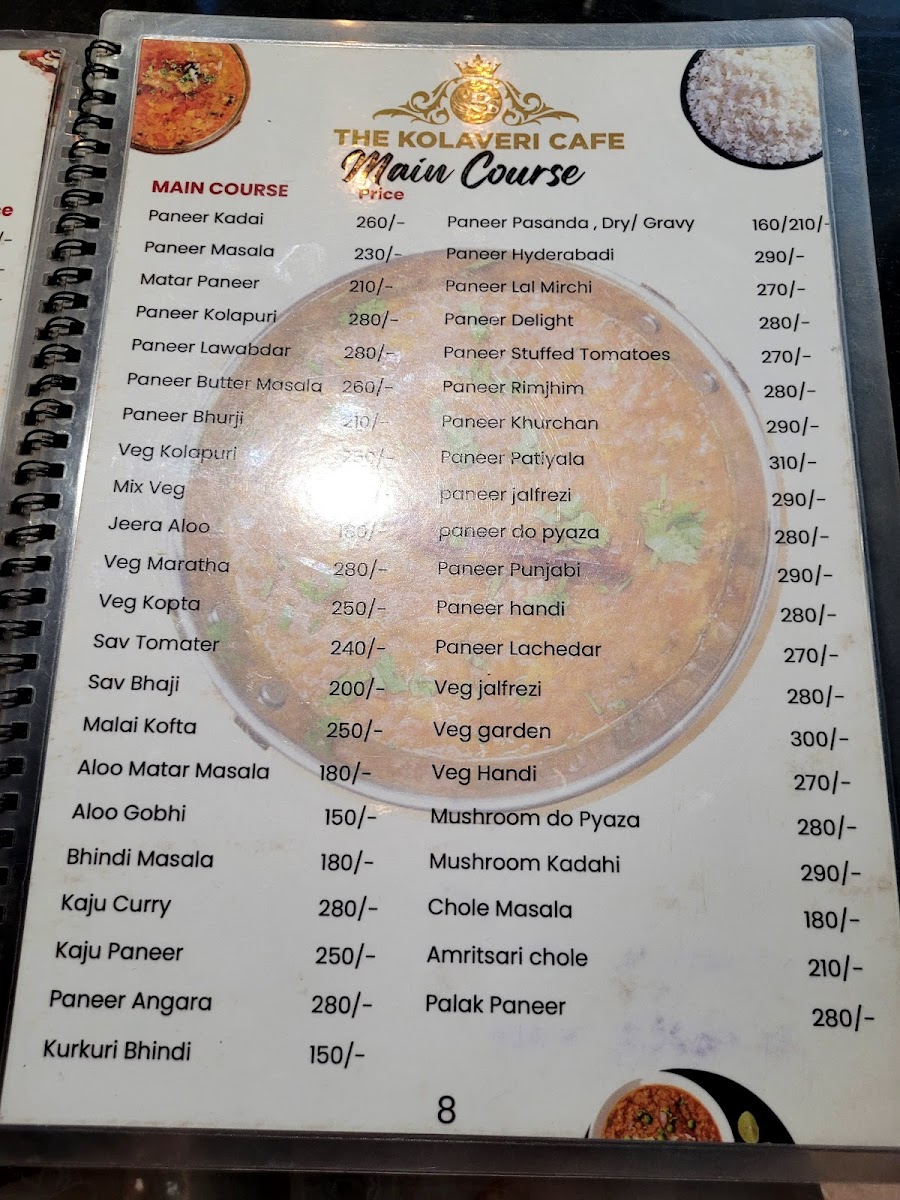 THE KOLAVERI CAFE
Main Course
MAIN COURSE Price
Paneer Kadai 260/-
Paneer Masala 230/-
Matar Paneer 210/-
Paneer Kolapuri 280/-
Paneer Lawabdar 280/-
Paneer Butter Masala 260/-
Paneer Bhurji 210/-
Veg Kolapuri
Mix Veg
Jeera Aloo 180/-
Veg Maratha 280/-
Veg Kopta 250/-
Sav Tomater 240/-
Sav Bhaji 200/-
Malai Kofta 250/-
Aloo Matar Masala 180/-
Aloo Gobhi 150/-
Bhindi Masala 180/-
Kaju Curry 280/-
Kaju Paneer 250/-
Paneer Angara 280/-
Kurkuri Bhindi 150/-
Paneer Pasanda , Dry/ Gravy 160/210/-
Paneer Hyderabadi 290/-
Paneer Lal Mirchi 270/-
Paneer Delight 280/-
Paneer Stuffed Tomatoes 270/-
Paneer Rimjhim 280/-
Paneer Khurchan 290/-
Paneer Patiyala 310/-
paneer jalfrezi 290/-
paneer do pyaza 280/-
Paneer Punjabi 290/-
Paneer handi 280/-
Paneer Lachedar 270/-
Veg jalfrezi 280/-
Veg garden 300/-
Veg Handi 270/-
Mushroom do Pyaza 280/-
Mushroom Kadahi 290/-
Chole Masala 180/-
Amritsari chole 210/-
Palak Paneer 280/-
8